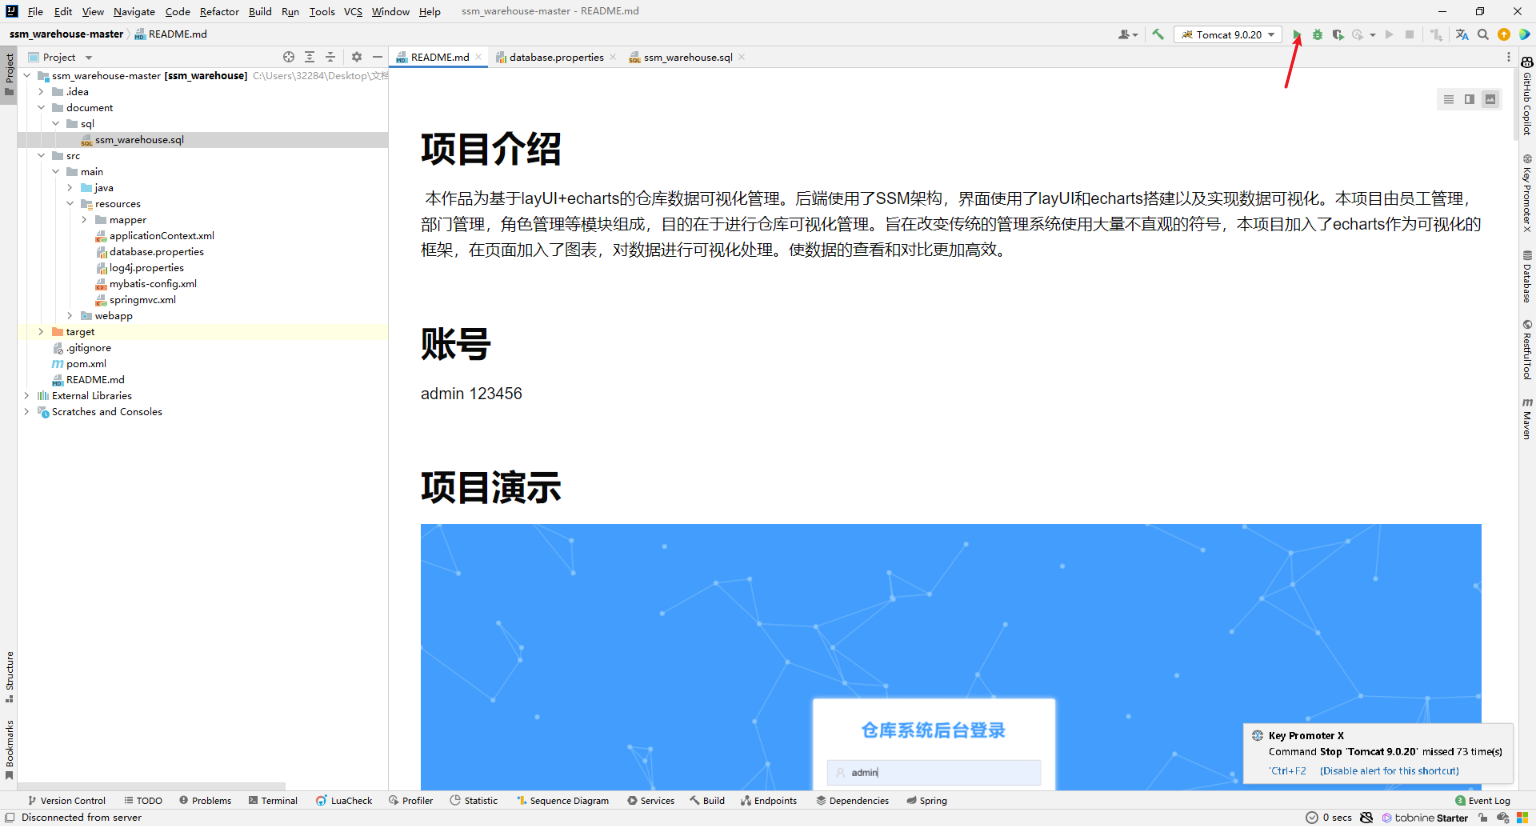 File Edit View Navigate Code Refactor Build Run Tools VCS Window Help ssm_warehouse-master - README.md
ssm_warehouse-master README.md Tomcat 9.0.20
Project README.md database.properties ssm_warehouse.sql
ssm_warehouse-master [ssm_warehouse] C:\Users\32284\Desktop\文档
.idea
document
sql
ssm_warehouse.sql
src
main
java
resources
mapper
applicationContext.xml
database.properties
log4j.properties
mybatis-config.xml
springmvc.xml
webapp
target
.gitignore
pom.xml
README.md
External Libraries
Scratches and Consoles
Project
Structure
Bookmarks
项目介绍
本作品为基于layUI+echarts的仓库数据可视化管理。后端使用了SSM架构，界面使用了layUI和echarts搭建以及实现数据可视化。本项目由员工管理，
部门管理，角色管理等模块组成，目的在于进行仓库可视化管理。旨在改变传统的管理系统使用大量不直观的符号，本项目加入了echarts作为可视化的
框架，在页面加入了图表，对数据进行可视化处理。使数据的查看和对比更加高效。
账号
admin 123456
项目演示
仓库系统后台登录
admin
GitHub Copilot
Key Promoter X
Database
RestfulTool
Maven
Key Promoter X
Command Stop 'Tomcat 9.0.20' missed 73 time(s)
'Ctrl+F2 (Disable alert for this shortcut)
Version Control TODO Problems Terminal LuaCheck Profiler Statistic Sequence Diagram Services Build Endpoints Dependencies Spring 3 Event Log
Disconnected from server 0 secs tabnine Starter